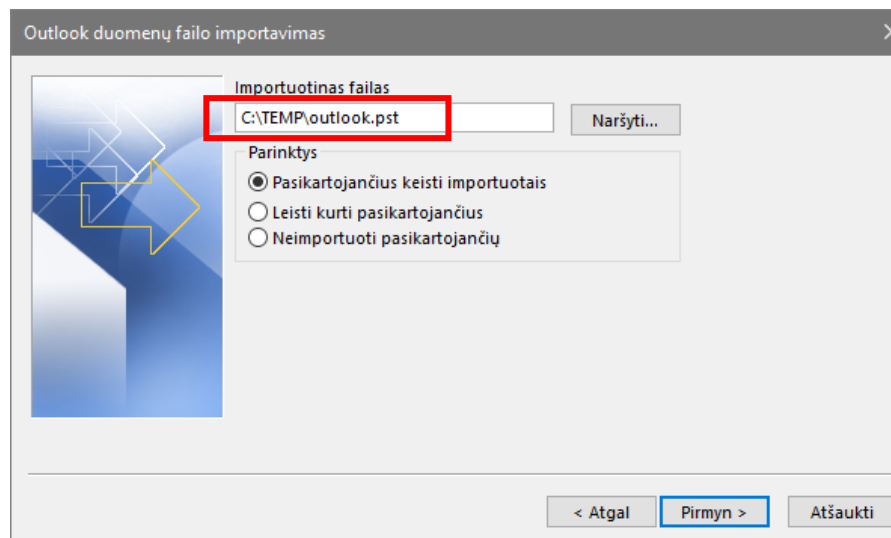 Outlook duomenų failo importavimas
Importuotinas failas
C:\TEMP\outlook.pst
Naršyti...
Parinktys
Pasikartojančius keisti importuotais
Leisti kurti pasikartojančius
Neimportuoti pasikartojančių
< Atgal Pirmyn > Atšaukti